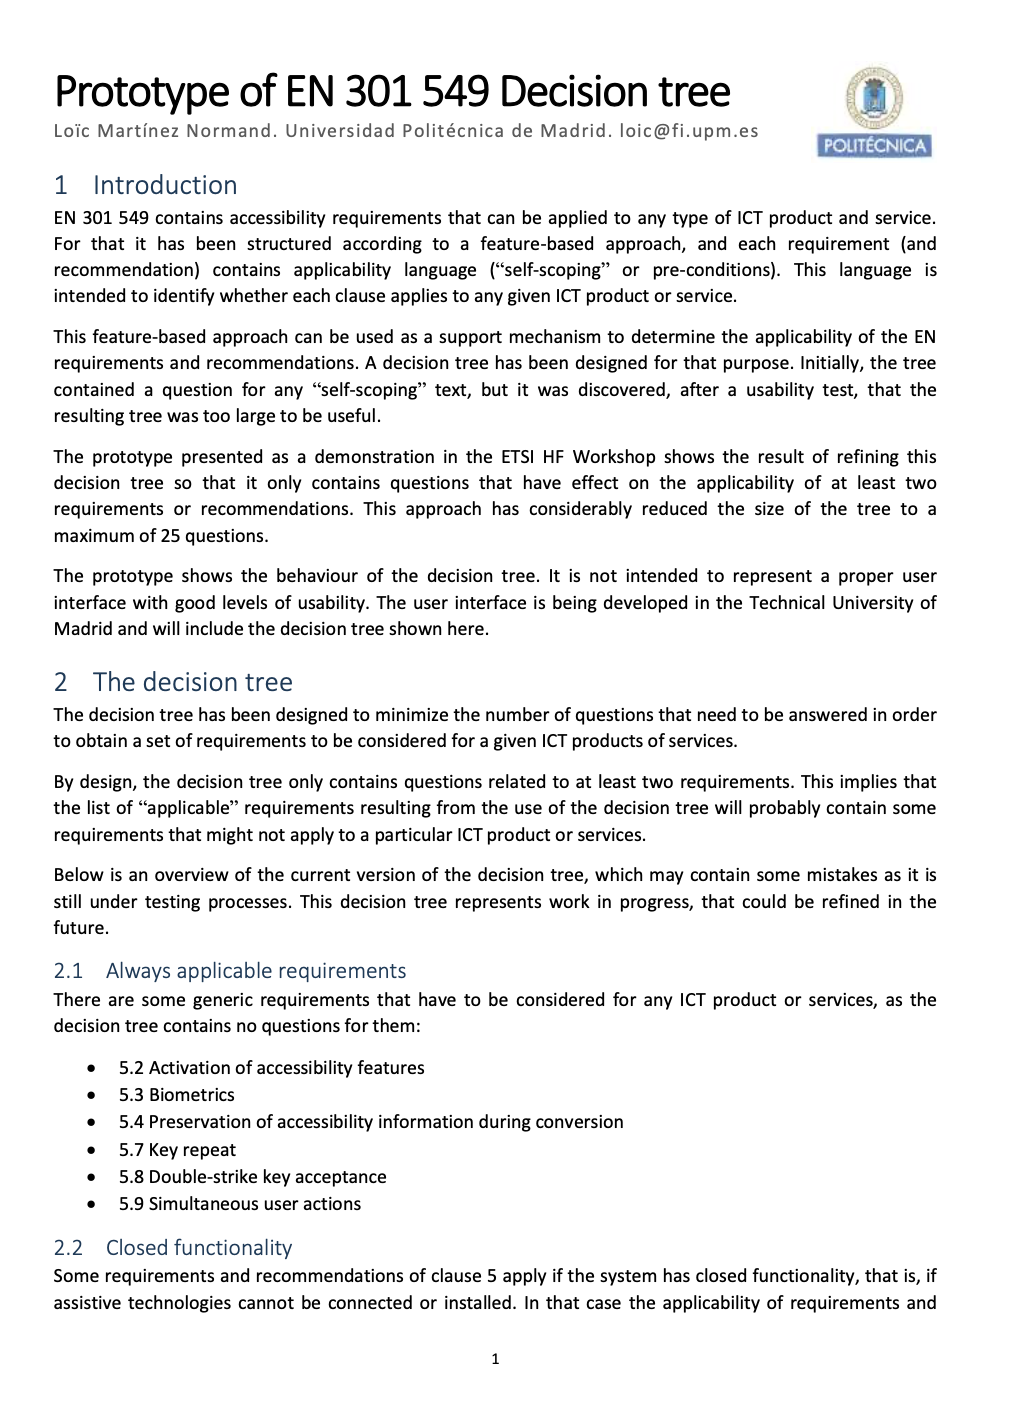 Prototype of EN 301 549 Decision tree
Loïc Martínez Normand. Universidad Politécnica de Madrid. loic@fi.upm.es
POLITÉCNICA
1 Introduction
EN 301 549 contains accessibility requirements that can be applied to any type of ICT product and service.
For that it has been structured according to a feature-based approach, and each requirement (and
recommendation) contains applicability language (“self-scoping” or pre-conditions). This language is
intended to identify whether each clause applies to any given ICT product or service.
This feature-based approach can be used as a support mechanism to determine the applicability of the EN
requirements and recommendations. A decision tree has been designed for that purpose. Initially, the tree
contained a question for any “self-scoping” text, but it was discovered, after a usability test, that the
resulting tree was too large to be useful.
The prototype presented as a demonstration in the ETSI HF Workshop shows the result of refining this
decision tree so that it only contains questions that have effect on the applicability of at least two
requirements or recommendations. This approach has considerably reduced the size of the tree to a
maximum of 25 questions.
The prototype shows the behaviour of the decision tree. It is not intended to represent a proper user
interface with good levels of usability. The user interface is being developed in the Technical University of
Madrid and will include the decision tree shown here.
2 The decision tree
The decision tree has been designed to minimize the number of questions that need to be answered in order
to obtain a set of requirements to be considered for a given ICT products of services.
By design, the decision tree only contains questions related to at least two requirements. This implies that
the list of “applicable” requirements resulting from the use of the decision tree will probably contain some
requirements that might not apply to a particular ICT product or services.
Below is an overview of the current version of the decision tree, which may contain some mistakes as it is
still under testing processes. This decision tree represents work in progress, that could be refined in the
future.
2.1 Always applicable requirements
There are some generic requirements that have to be considered for any ICT product or services, as the
decision tree contains no questions for them:
• 5.2 Activation of accessibility features
• 5.3 Biometrics
• 5.4 Preservation of accessibility information during conversion
• 5.7 Key repeat
• 5.8 Double-strike key acceptance
• 5.9 Simultaneous user actions
2.2 Closed functionality
Some requirements and recommendations of clause 5 apply if the system has closed functionality, that is, if
assistive technologies cannot be connected or installed. In that case the applicability of requirements and
1